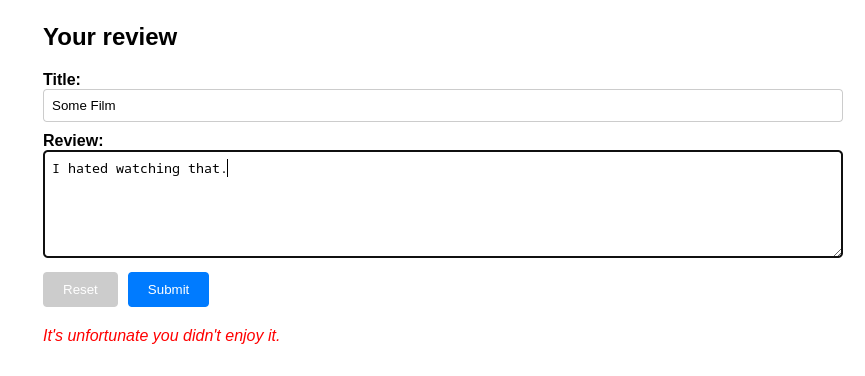 Your review
Title:
Some Film
Review:
I hated watching that.
Reset
Submit
It's unfortunate you didn't enjoy it.